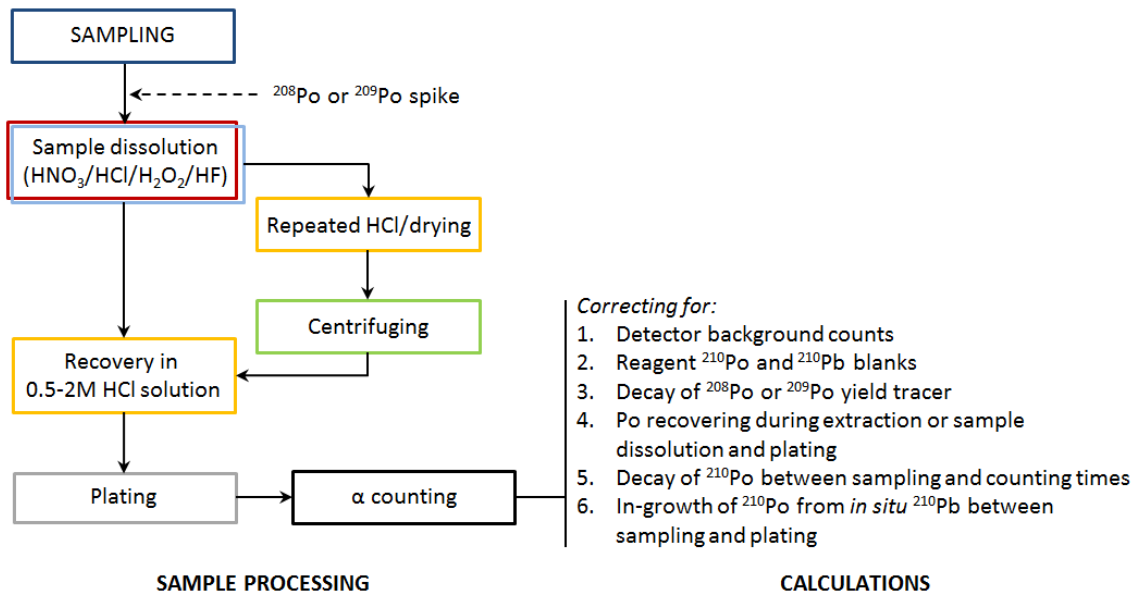 SAMPLING
²⁰⁸Po or ²⁰⁹Po spike
Sample dissolution
(HNO₃/HCl/H₂O₂/HF)
Repeated HCl/drying
Centrifuging
Recovery in
0.5-2M HCl solution
Plating
α counting
Correcting for:
1. Detector background counts
2. Reagent ²¹⁰Po and ²¹⁰Pb blanks
3. Decay of ²⁰⁸Po or ²⁰⁹Po yield tracer
4. Po recovering during extraction or sample
dissolution and plating
5. Decay of ²¹⁰Po between sampling and counting times
6. In-growth of ²¹⁰Po from in situ ²¹⁰Pb between
sampling and plating
SAMPLE PROCESSING
CALCULATIONS